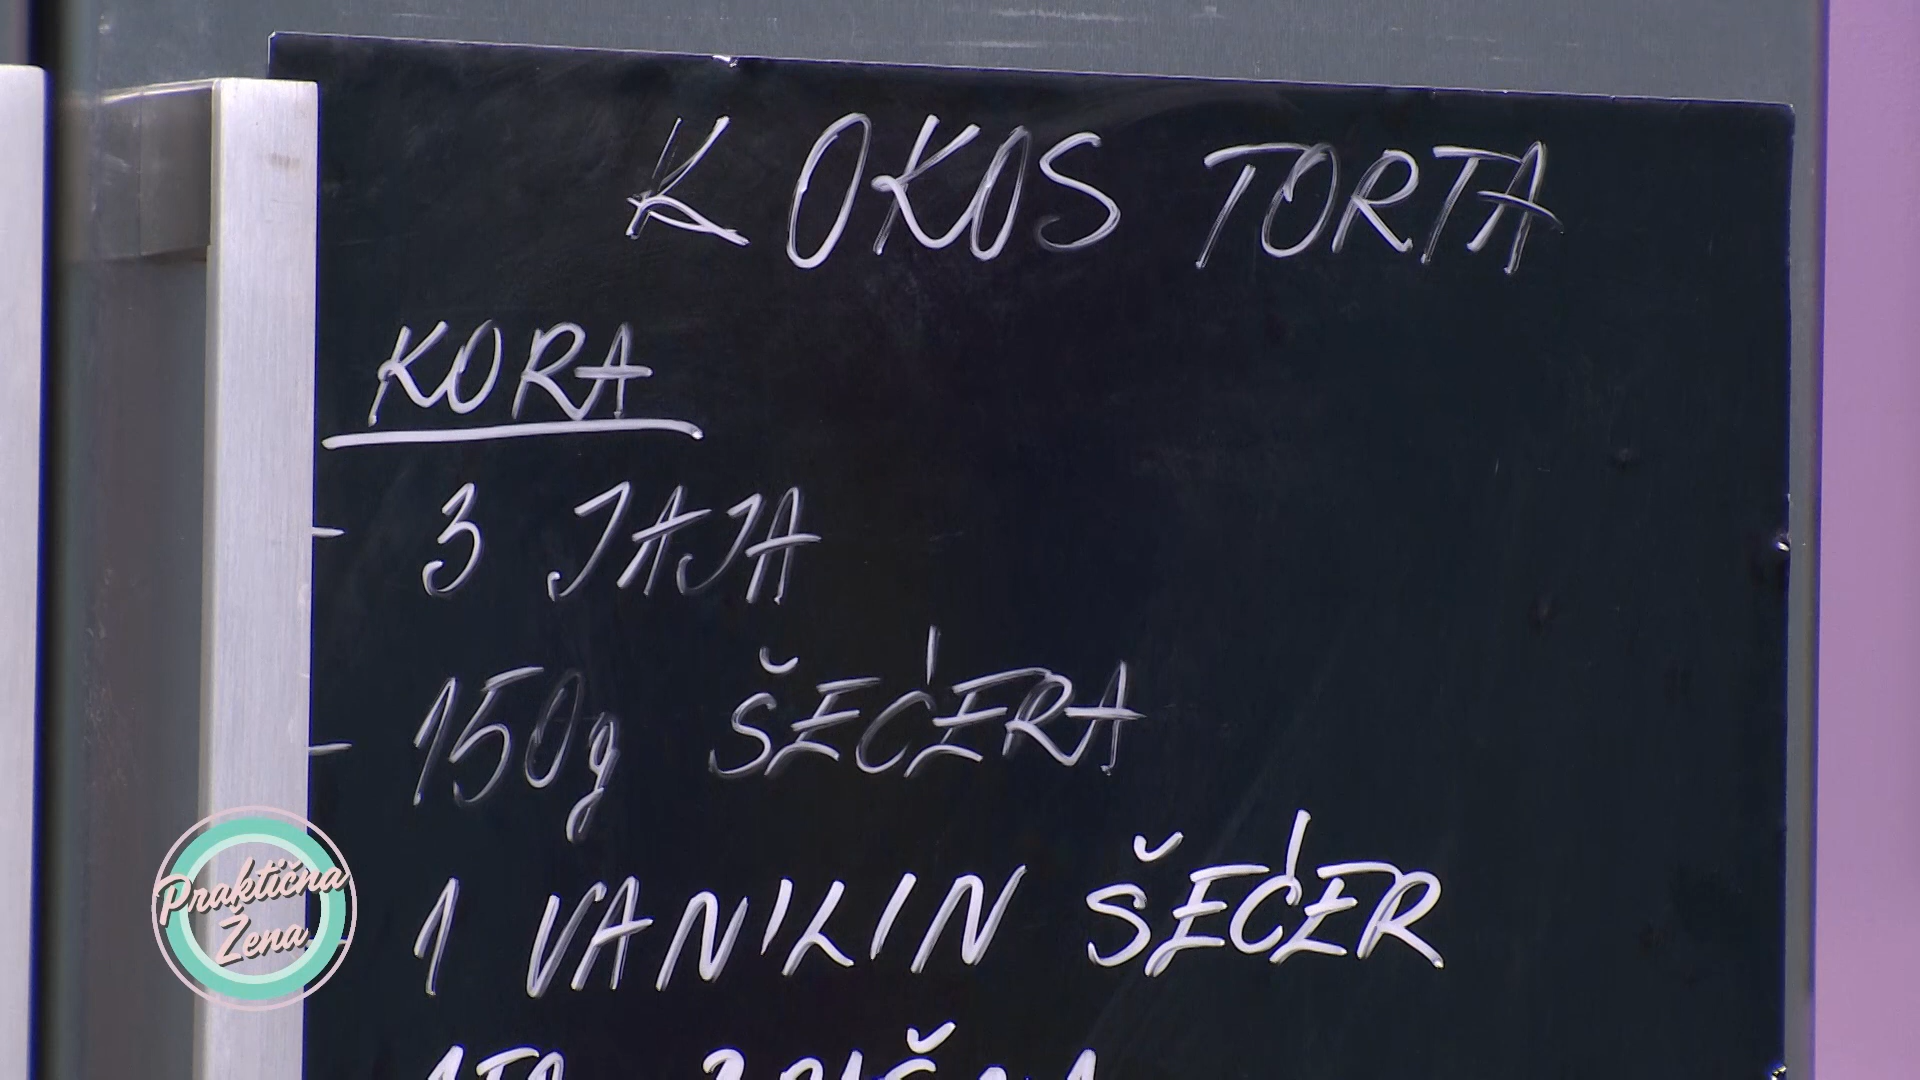 KOKOS TORTA
KORA
- 3 JAJA
- 150g ŠEĆERA
- 1 VANILIN ŠEĆER
Praktična
Žena